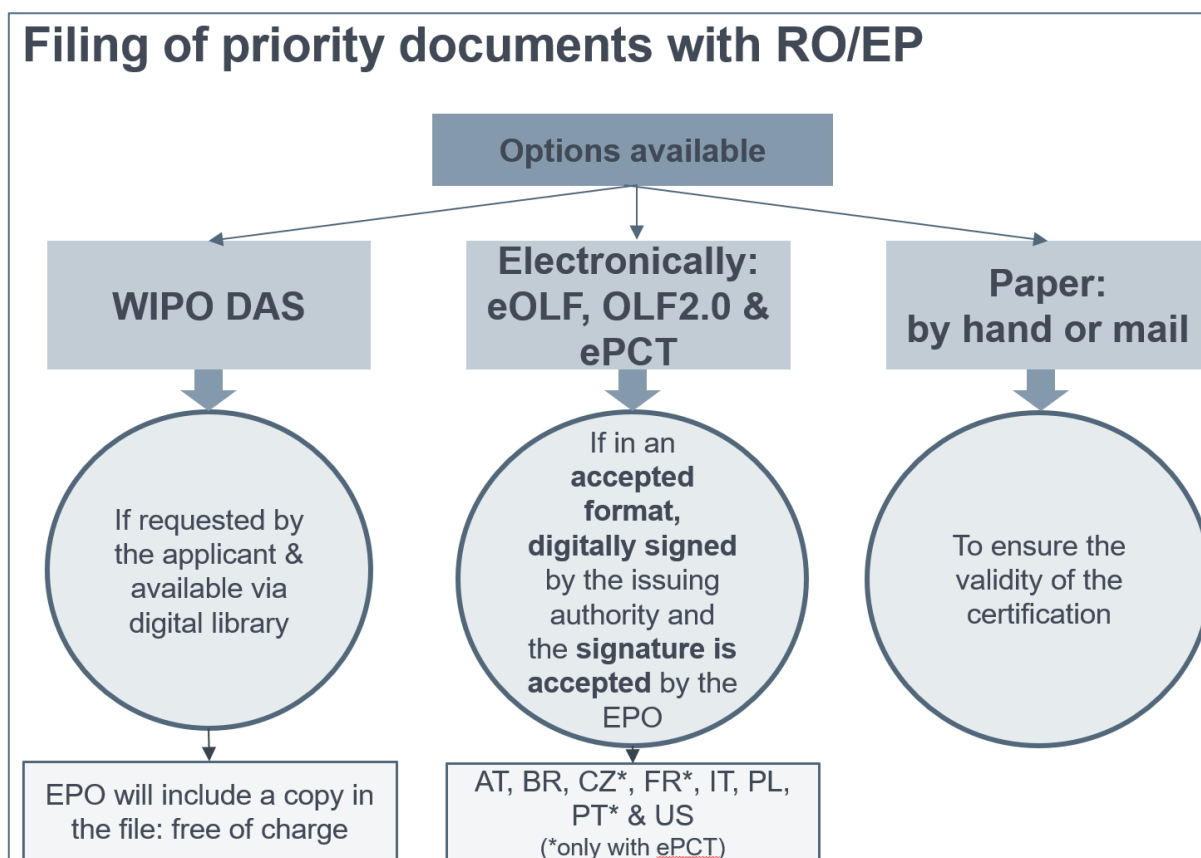 Filing of priority documents with RO/EP
Options available
WIPO DAS
Electronically:
eOLF, OLF2.0 &
ePCT
Paper:
by hand or mail
If requested by
the applicant &
available via
digital library
If in an
accepted
format,
digitally signed
by the issuing
authority and
the signature is
accepted by the
EPO
To ensure the
validity of the
certification
EPO will include a copy in
the file: free of charge
AT, BR, CZ*, FR*, IT, PL,
PT* & US
(*only with ePCT)